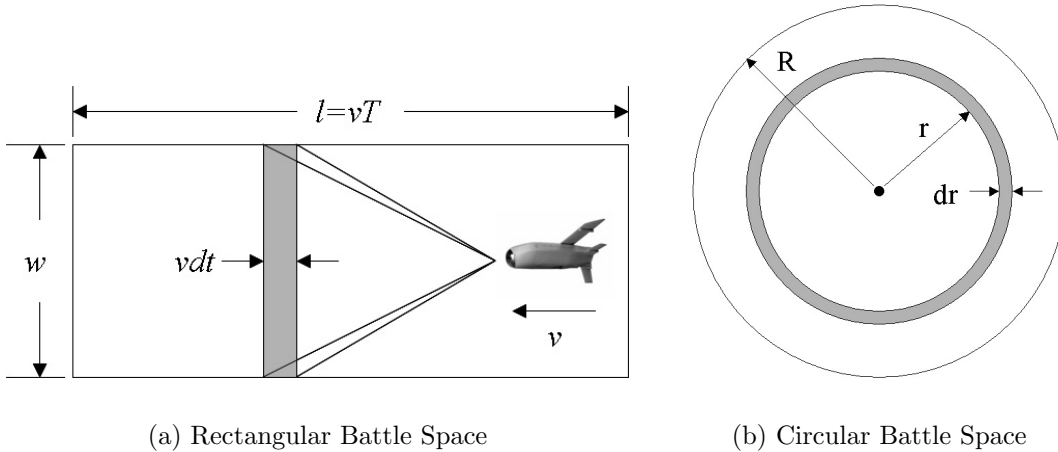 l=vT
w
vdt
v
(a) Rectangular Battle Space
R
r
dr
(b) Circular Battle Space